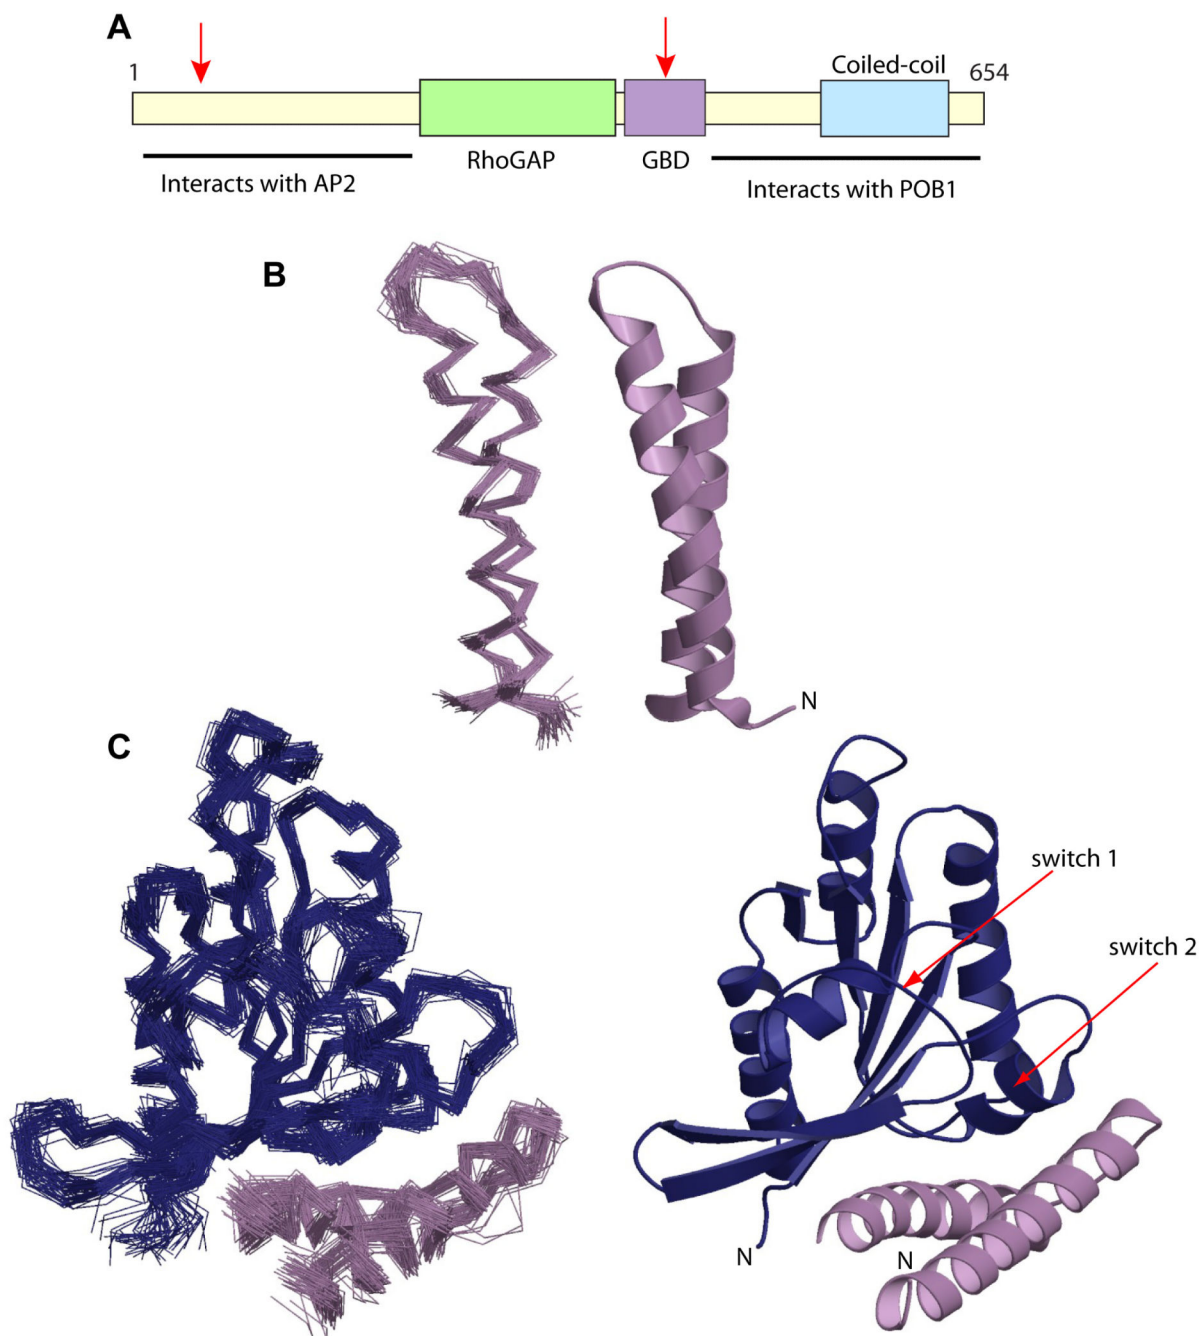 A
1
Coiled-coil
654
RhoGAP
GBD
Interacts with AP2
Interacts with POB1
B
N
C
switch 1
switch 2
N
N